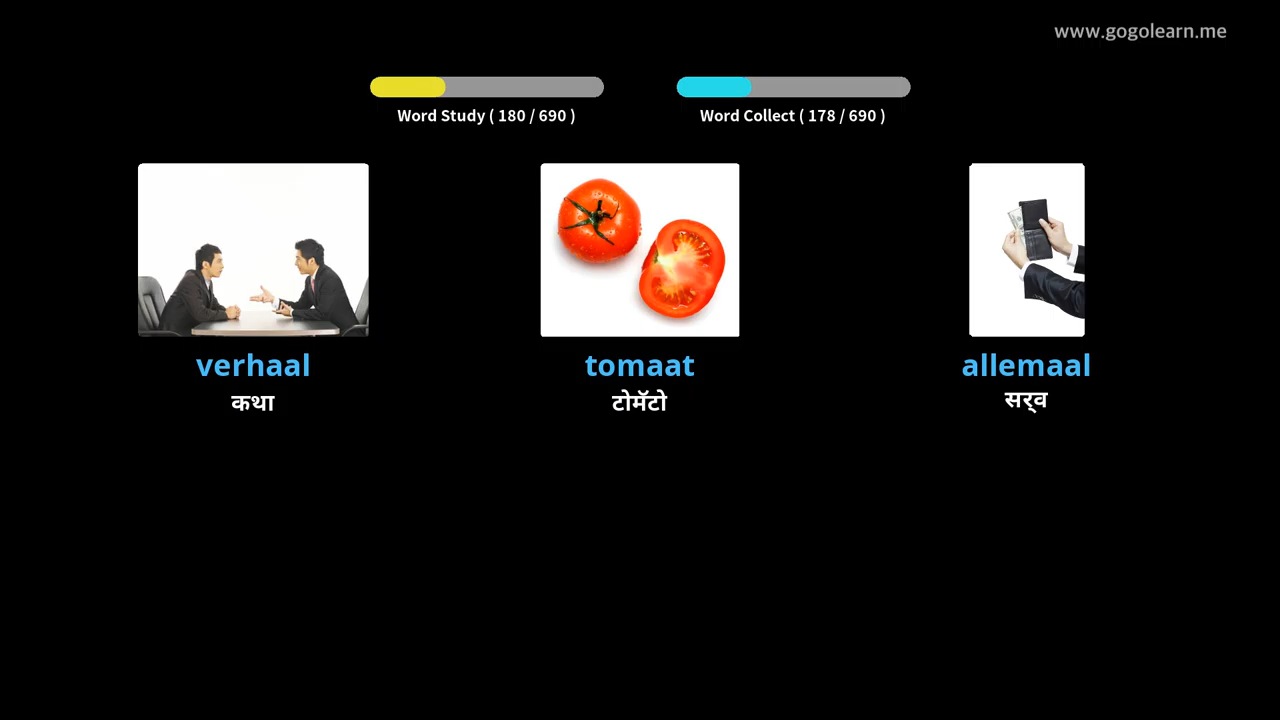 www.gogolearn.me
Word Study ( 180 / 690 )
Word Collect ( 178 / 690 )
verhaal
tomaat
allemaal
कथा
टोमॅटो
सर्व